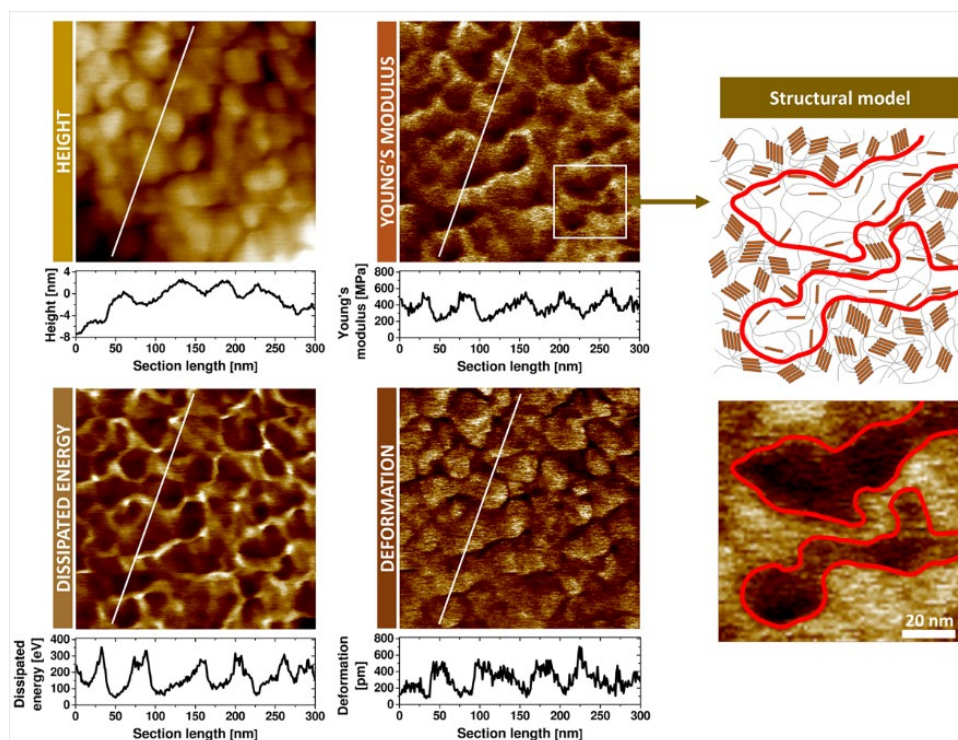 HEIGHT
Height [nm]
4
0
-4
-8
0 50 100 150 200 250 300
Section length [nm]
YOUNG'S MODULUS
Young's
modulus [MPa]
800
600
400
200
0
0 50 100 150 200 250 300
Section length [nm]
DISSIPATED ENERGY
Dissipated
energy [eV]
400
300
200
100
0
0 50 100 150 200 250 300
Section length [nm]
DEFORMATION
Deformation
[pm]
800
600
400
200
0
0 50 100 150 200 250 300
Section length [nm]
Structural model
20 nm